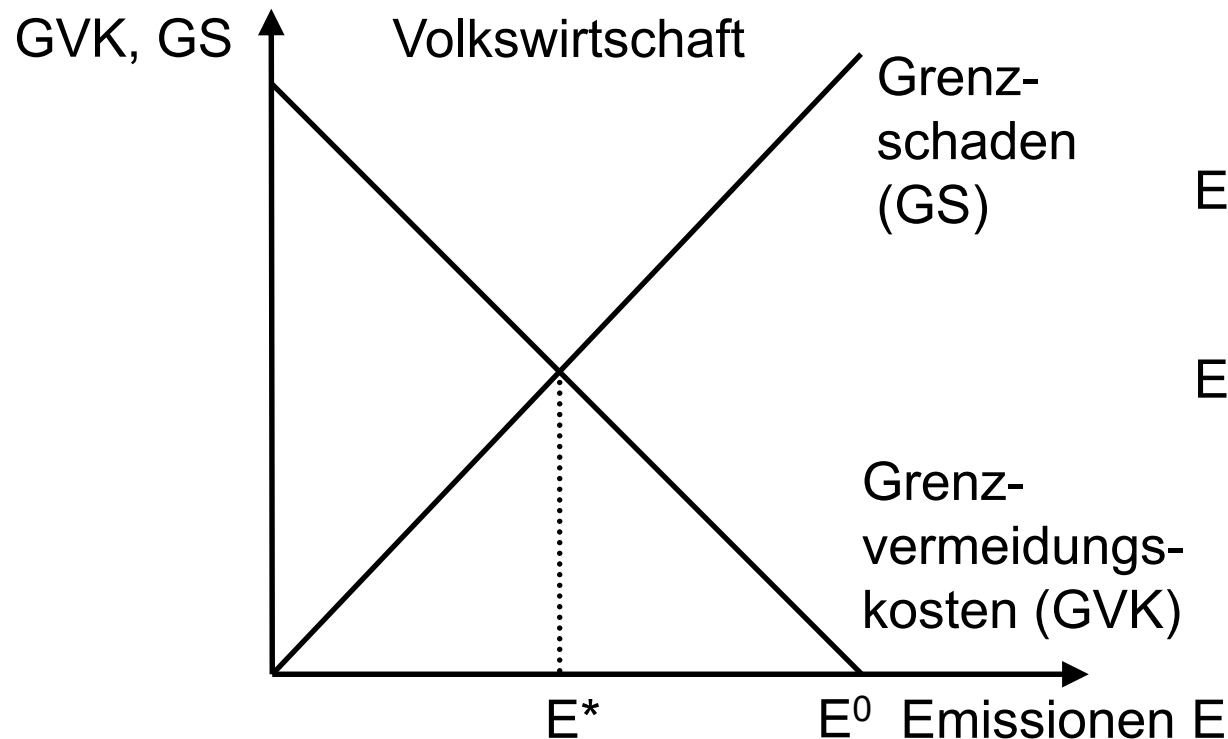 GVK, GS
Volkswirtschaft
Grenz-
schaden
(GS)
E
E
Grenz-
vermeidungs-
kosten (GVK)
E*
E⁰
Emissionen E